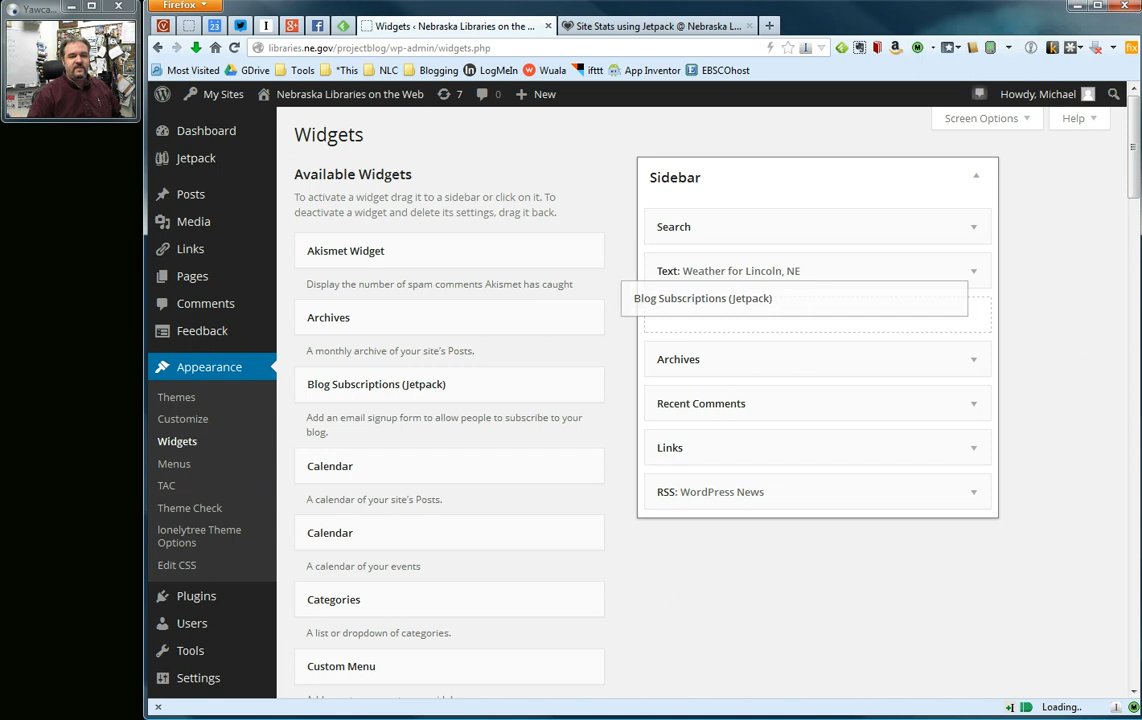 Yawca...
Firefox
Widgets ‹ Nebraska Libraries on the ...
Site Stats using Jetpack @ Nebraska L...
libraries.ne.gov/projectblog/wp-admin/widgets.php
Most Visited GDrive Tools *This NLC Blogging LogMeIn Wuala ifttt App Inventor EBSCOhost
My Sites Nebraska Libraries on the Web 7 0 New Howdy, Michael
Dashboard
Jetpack
Posts
Media
Links
Pages
Comments
Feedback
Appearance
Themes
Customize
Widgets
Menus
TAC
Theme Check
lonelytree Theme
Options
Edit CSS
Plugins
Users
Tools
Settings
Screen Options Help
Widgets
Available Widgets
To activate a widget drag it to a sidebar or click on it. To
deactivate a widget and delete its settings, drag it back.
Akismet Widget
Display the number of spam comments Akismet has caught
Archives
A monthly archive of your site's Posts.
Blog Subscriptions (Jetpack)
Add an email signup form to allow people to subscribe to your
blog.
Calendar
A calendar of your site's Posts.
Calendar
A calendar of your events
Categories
A list or dropdown of categories.
Custom Menu
Sidebar
Search
Text: Weather for Lincoln, NE
Blog Subscriptions (Jetpack)
Archives
Recent Comments
Links
RSS: WordPress News
Loading..